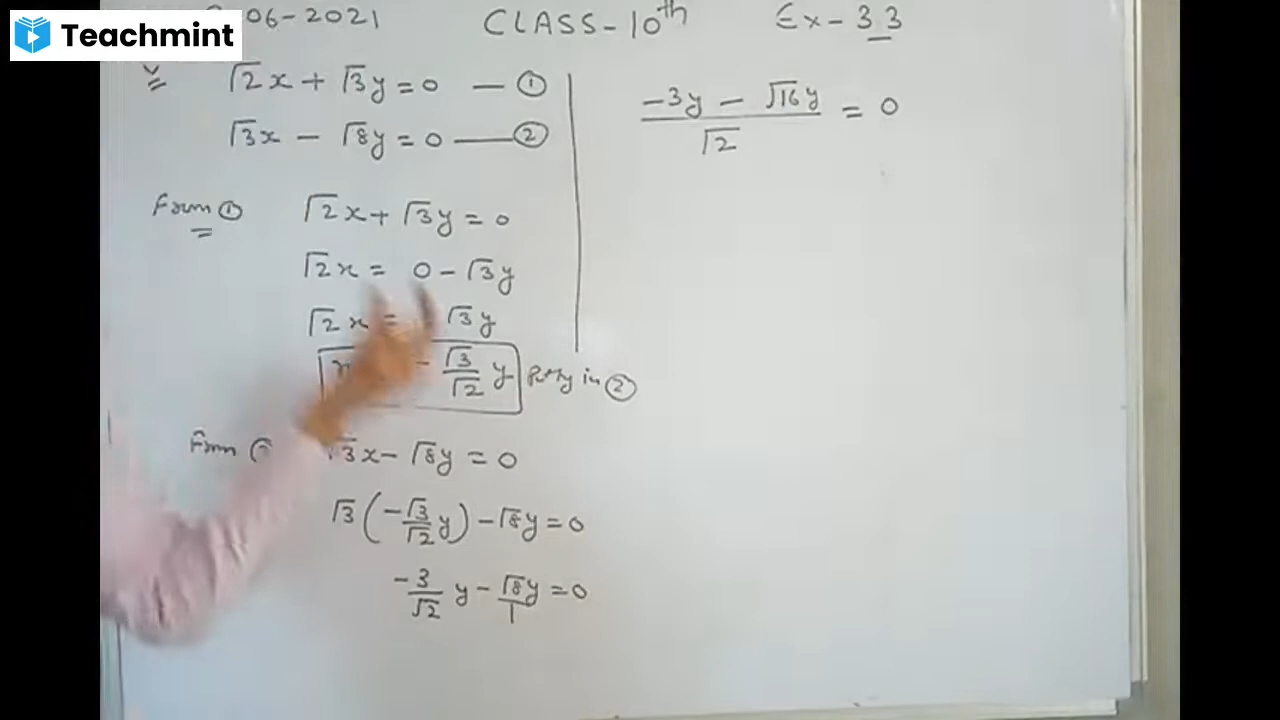 Teachmint
06-2021 CLASS-10th Ex-3.3
√2x + √3y = 0 — ①
√3x — √8y = 0 — ②
From ① √2x + √3y = 0
√2x = 0 - √3y
√2x = √3y
- √3/√2 y Put in ②
From √3x - √8y = 0
√3(-√3/√2 y) - √8y = 0
-3/√2 y - √8y/1 = 0
(-3y - √16y)/√2 = 0